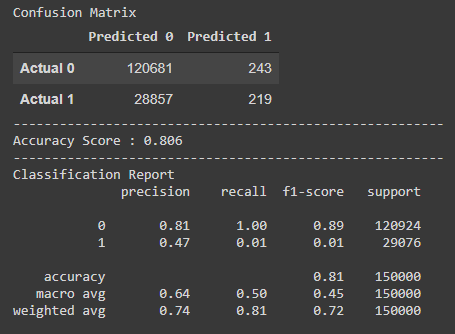 Confusion Matrix
Predicted 0 Predicted 1
Actual 0 120681 243
Actual 1 28857 219
-------------------------------------------------------
Accuracy Score : 0.806
-------------------------------------------------------
Classification Report
precision recall f1-score support
0 0.81 1.00 0.89 120924
1 0.47 0.01 0.01 29076
accuracy 0.81 150000
macro avg 0.64 0.50 0.45 150000
weighted avg 0.74 0.81 0.72 150000